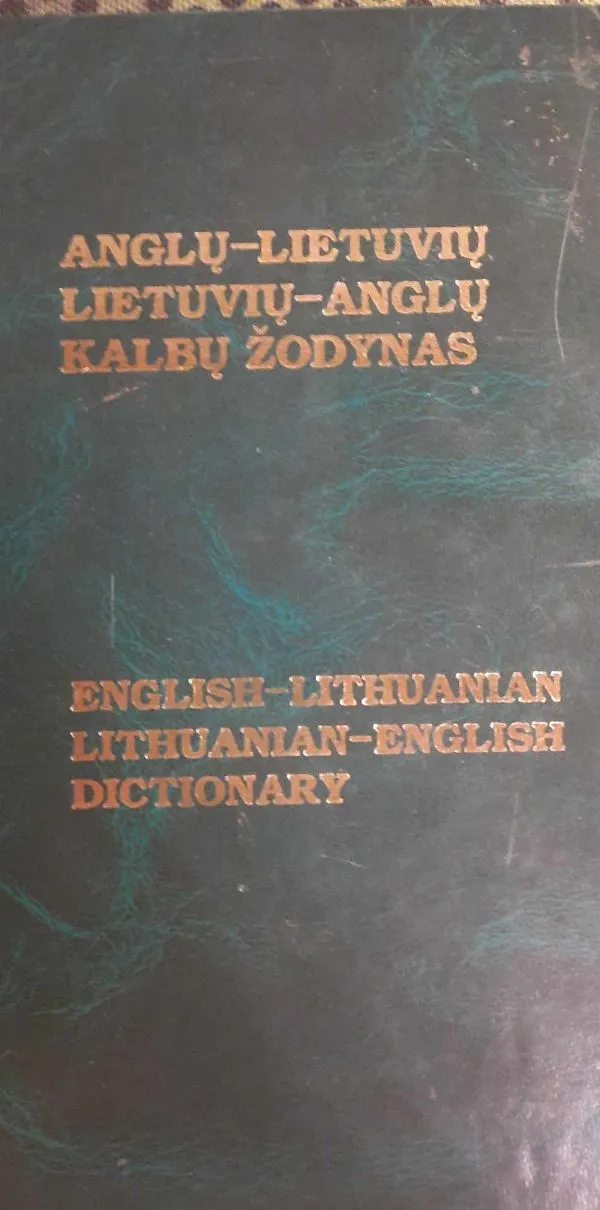 ANGLŲ–LIETUVIŲ
LIETUVIŲ–ANGLŲ
KALBŲ ŽODYNAS
ENGLISH–LITHUANIAN
LITHUANIAN–ENGLISH
DICTIONARY